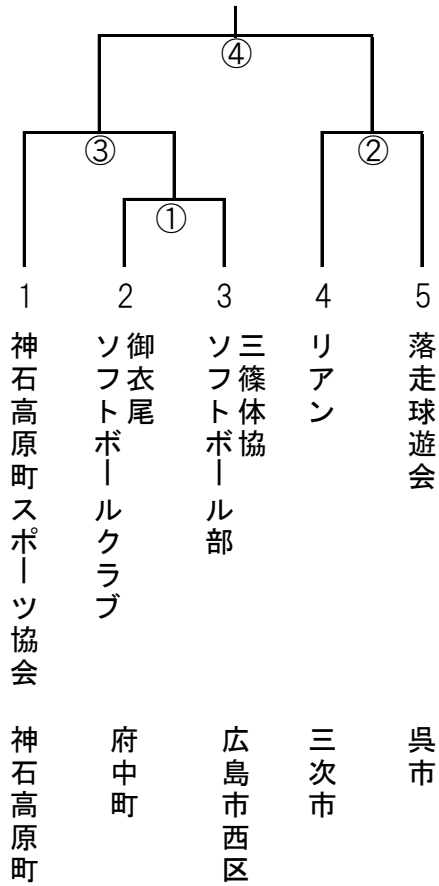 ④
③
②
①
1
2
3
4
5
神石高原町スポーツ協会
御衣尾
ソフトボールクラブ
三篠体協
ソフトボール部
リアン
落走球遊会
神石高原町
府中町
広島市西区
三次市
呉市